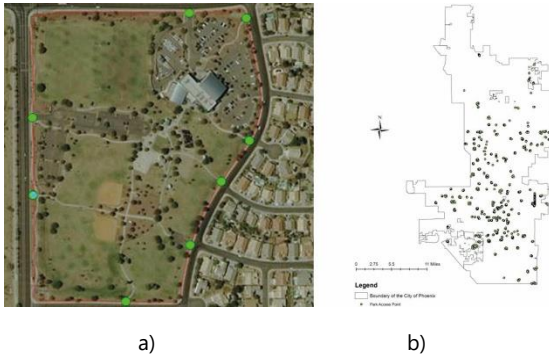 N
0 2.75 5.5 11 Miles
Legend
Boundary of the City of Phoenix
Park Access Point
a) b)